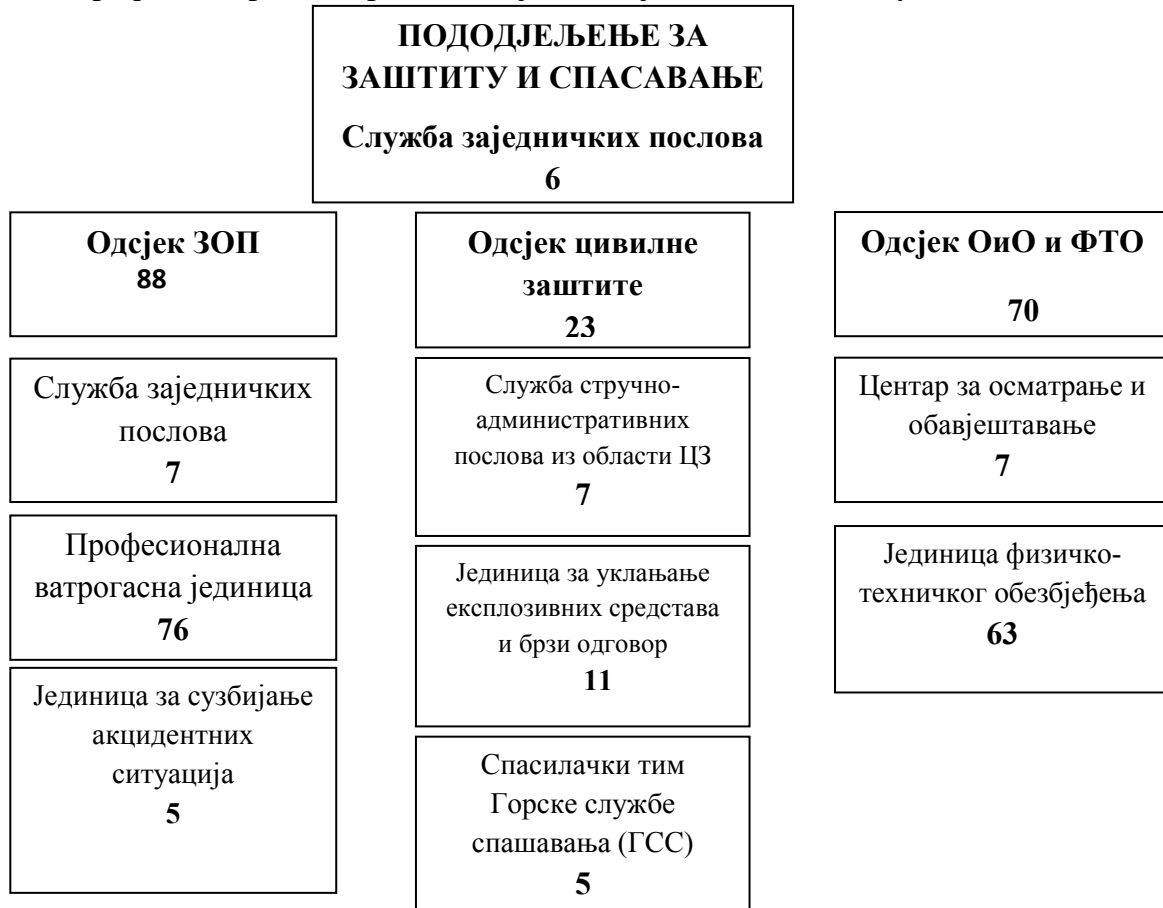 ПОДОДЈЕЉЕЊЕ ЗА
ЗАШТИТУ И СПАСАВАЊЕ
Служба заједничких послова
6
Одсјек ЗОП
88
Служба заједничких
послова
7
Професионална
ватрогасна јединица
76
Јединица за сузбијање
акцидентних
ситуација
5
Одсјек цивилне
заштите
23
Служба стручно-
административних
послова из области ЦЗ
7
Јединица за уклањање
експлозивних средстава
и брзи одговор
11
Спасилачки тим
Горске службе
спашавања (ГСС)
5
Одсјек ОиО и ФТО
70
Центар за осматрање и
обавјештавање
7
Јединица физичко-
техничког обезбјеђења
63